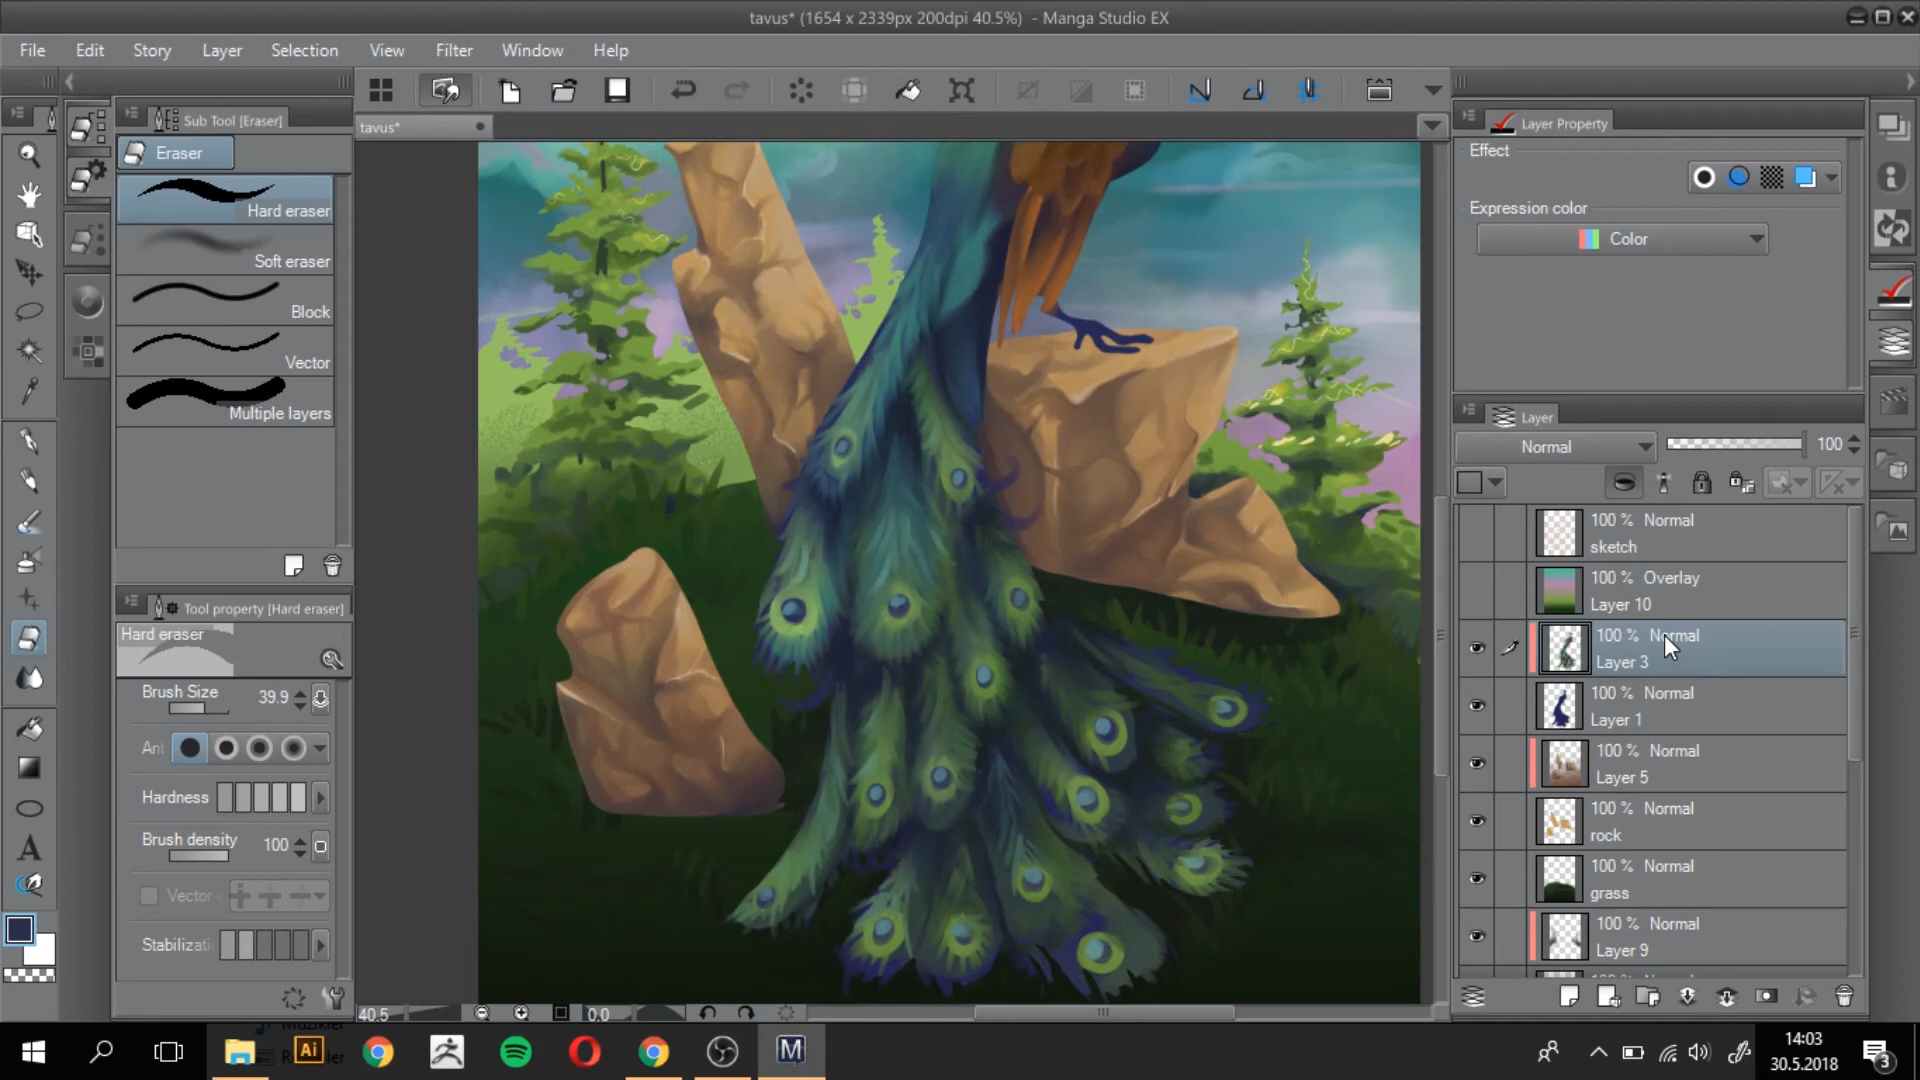 tavus* (1654 x 2339px 200dpi 40.5%)  - Manga Studio EX
File Edit Story Layer Selection View Filter Window Help
tavus*
Sub Tool [Eraser]
Eraser
Hard eraser
Soft eraser
Block
Vector
Multiple layers
Tool property [Hard eraser]
Hard eraser
Brush Size 39.9
Ant
Hardness
Brush density 100
Vector e
Stabilizati
40.5 0.0
Layer Property
Effect
Expression color
Color
Layer
Normal 100
100 % Normal
sketch
100 % Overlay
Layer 10
100 % Normal
Layer 3
100 % Normal
Layer 1
100 % Normal
Layer 5
100 % Normal
rock
100 % Normal
grass
100 % Normal
Layer 9
Ai
M
14:03
30.5.2018
3